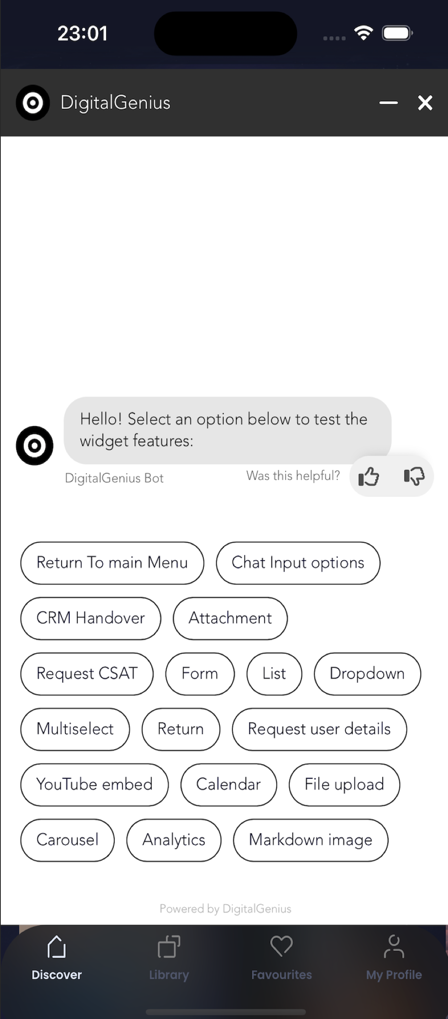 23:01
DigitalGenius
Hello! Select an option below to test the
widget features:
DigitalGenius Bot
Was this helpful?
Return To main Menu
Chat Input options
CRM Handover
Attachment
Request CSAT
Form
List
Dropdown
Multiselect
Return
Request user details
YouTube embed
Calendar
File upload
Carousel
Analytics
Markdown image
Powered by DigitalGenius
Discover
Library
Favourites
My Profile